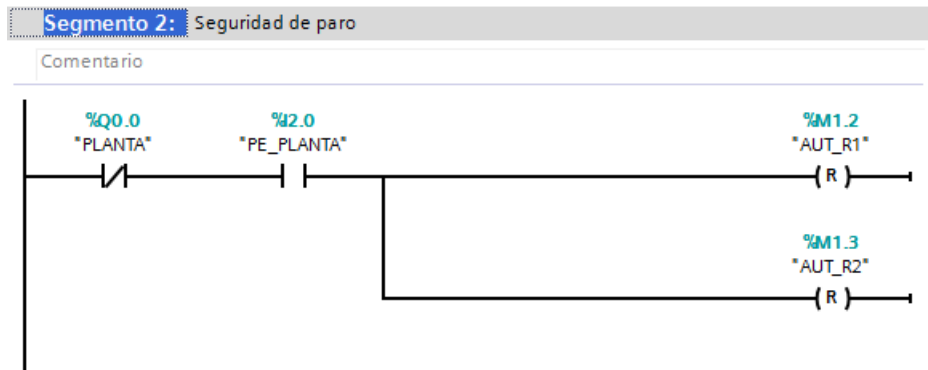 Segmento 2: Seguridad de paro
Comentario
%Q0.0
"PLANTA"
%I2.0
"PE_PLANTA"
%M1.2
"AUT_R1"
R
%M1.3
"AUT_R2"
R